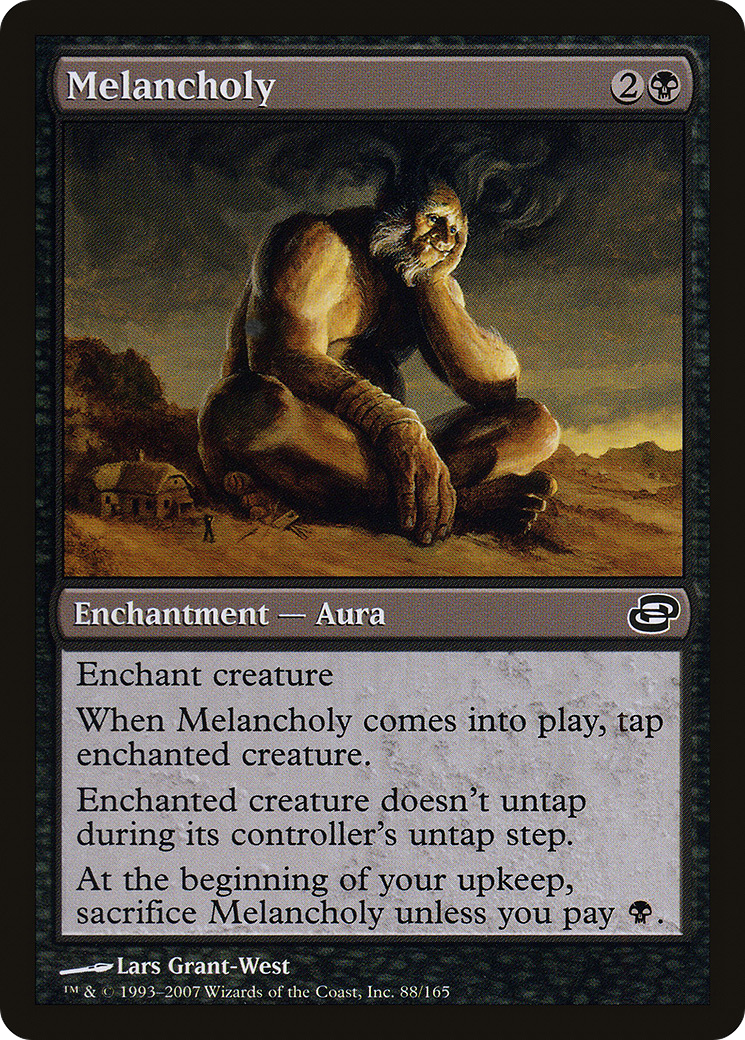 Melancholy 2
Enchantment — Aura
Enchant creature
When Melancholy comes into play, tap
enchanted creature.
Enchanted creature doesn't untap
during its controller's untap step.
At the beginning of your upkeep,
sacrifice Melancholy unless you pay .
Lars Grant-West
™ & © 1993–2007 Wizards of the Coast, Inc. 88/165